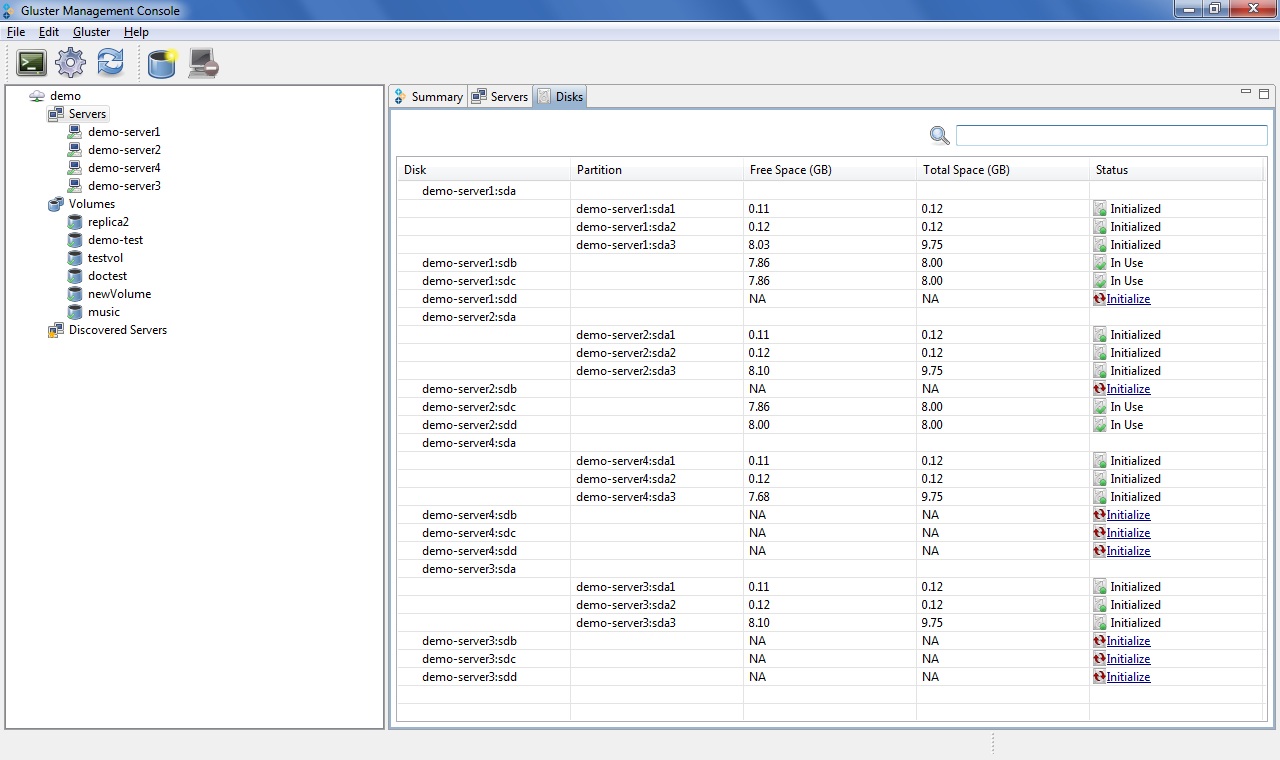 Gluster Management Console
File Edit Gluster Help
demo
Servers
demo-server1
demo-server2
demo-server4
demo-server3
Volumes
replica2
demo-test
testvol
doctest
newVolume
music
Discovered Servers
Summary Servers Disks
Disk Partition Free Space (GB) Total Space (GB) Status
demo-server1:sda
demo-server1:sda1 0.11 0.12 Initialized
demo-server1:sda2 0.12 0.12 Initialized
demo-server1:sda3 8.03 9.75 Initialized
demo-server1:sdb 7.86 8.00 In Use
demo-server1:sdc 7.86 8.00 In Use
demo-server1:sdd NA NA Initialize
demo-server2:sda
demo-server2:sda1 0.11 0.12 Initialized
demo-server2:sda2 0.12 0.12 Initialized
demo-server2:sda3 8.10 9.75 Initialized
demo-server2:sdb NA NA Initialize
demo-server2:sdc 7.86 8.00 In Use
demo-server2:sdd 8.00 8.00 In Use
demo-server4:sda
demo-server4:sda1 0.11 0.12 Initialized
demo-server4:sda2 0.12 0.12 Initialized
demo-server4:sda3 7.68 9.75 Initialized
demo-server4:sdb NA NA Initialize
demo-server4:sdc NA NA Initialize
demo-server4:sdd NA NA Initialize
demo-server3:sda
demo-server3:sda1 0.11 0.12 Initialized
demo-server3:sda2 0.12 0.12 Initialized
demo-server3:sda3 8.10 9.75 Initialized
demo-server3:sdb NA NA Initialize
demo-server3:sdc NA NA Initialize
demo-server3:sdd NA NA Initialize